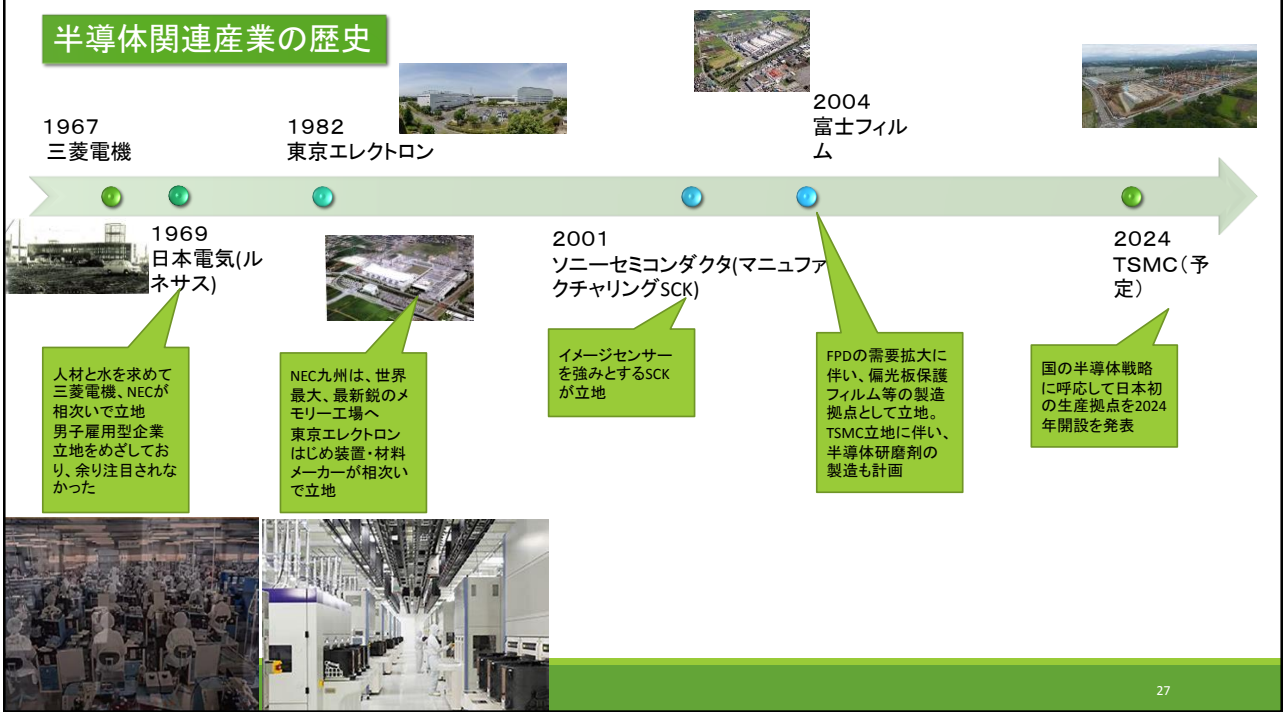 半導体関連産業の歴史
1967
三菱電機
1982
東京エレクトロン
2004
富士フィル
ム
1969
日本電気(ル
ネサス)
2001
ソニーセミコンダクタ(マニュファ
クチャリングSCK)
2024
TSMC(予
定)
人材と水を求めて
三菱電機、NECが
相次いで立地
男子雇用型企業
立地をめざしてお
り、余り注目されな
かった
NEC九州は、世界
最大、最新鋭のメ
モリー工場へ
東京エレクトロン
はじめ装置・材料
メーカーが相次い
で立地
イメージセンサー
を強みとするSCK
が立地
FPDの需要拡大に
伴い、偏光板保護
フィルム等の製造
拠点として立地。
TSMC立地に伴い、
半導体研磨剤の
製造も計画
国の半導体戦略
に呼応して日本初
の生産拠点を2024
年開設を発表
27